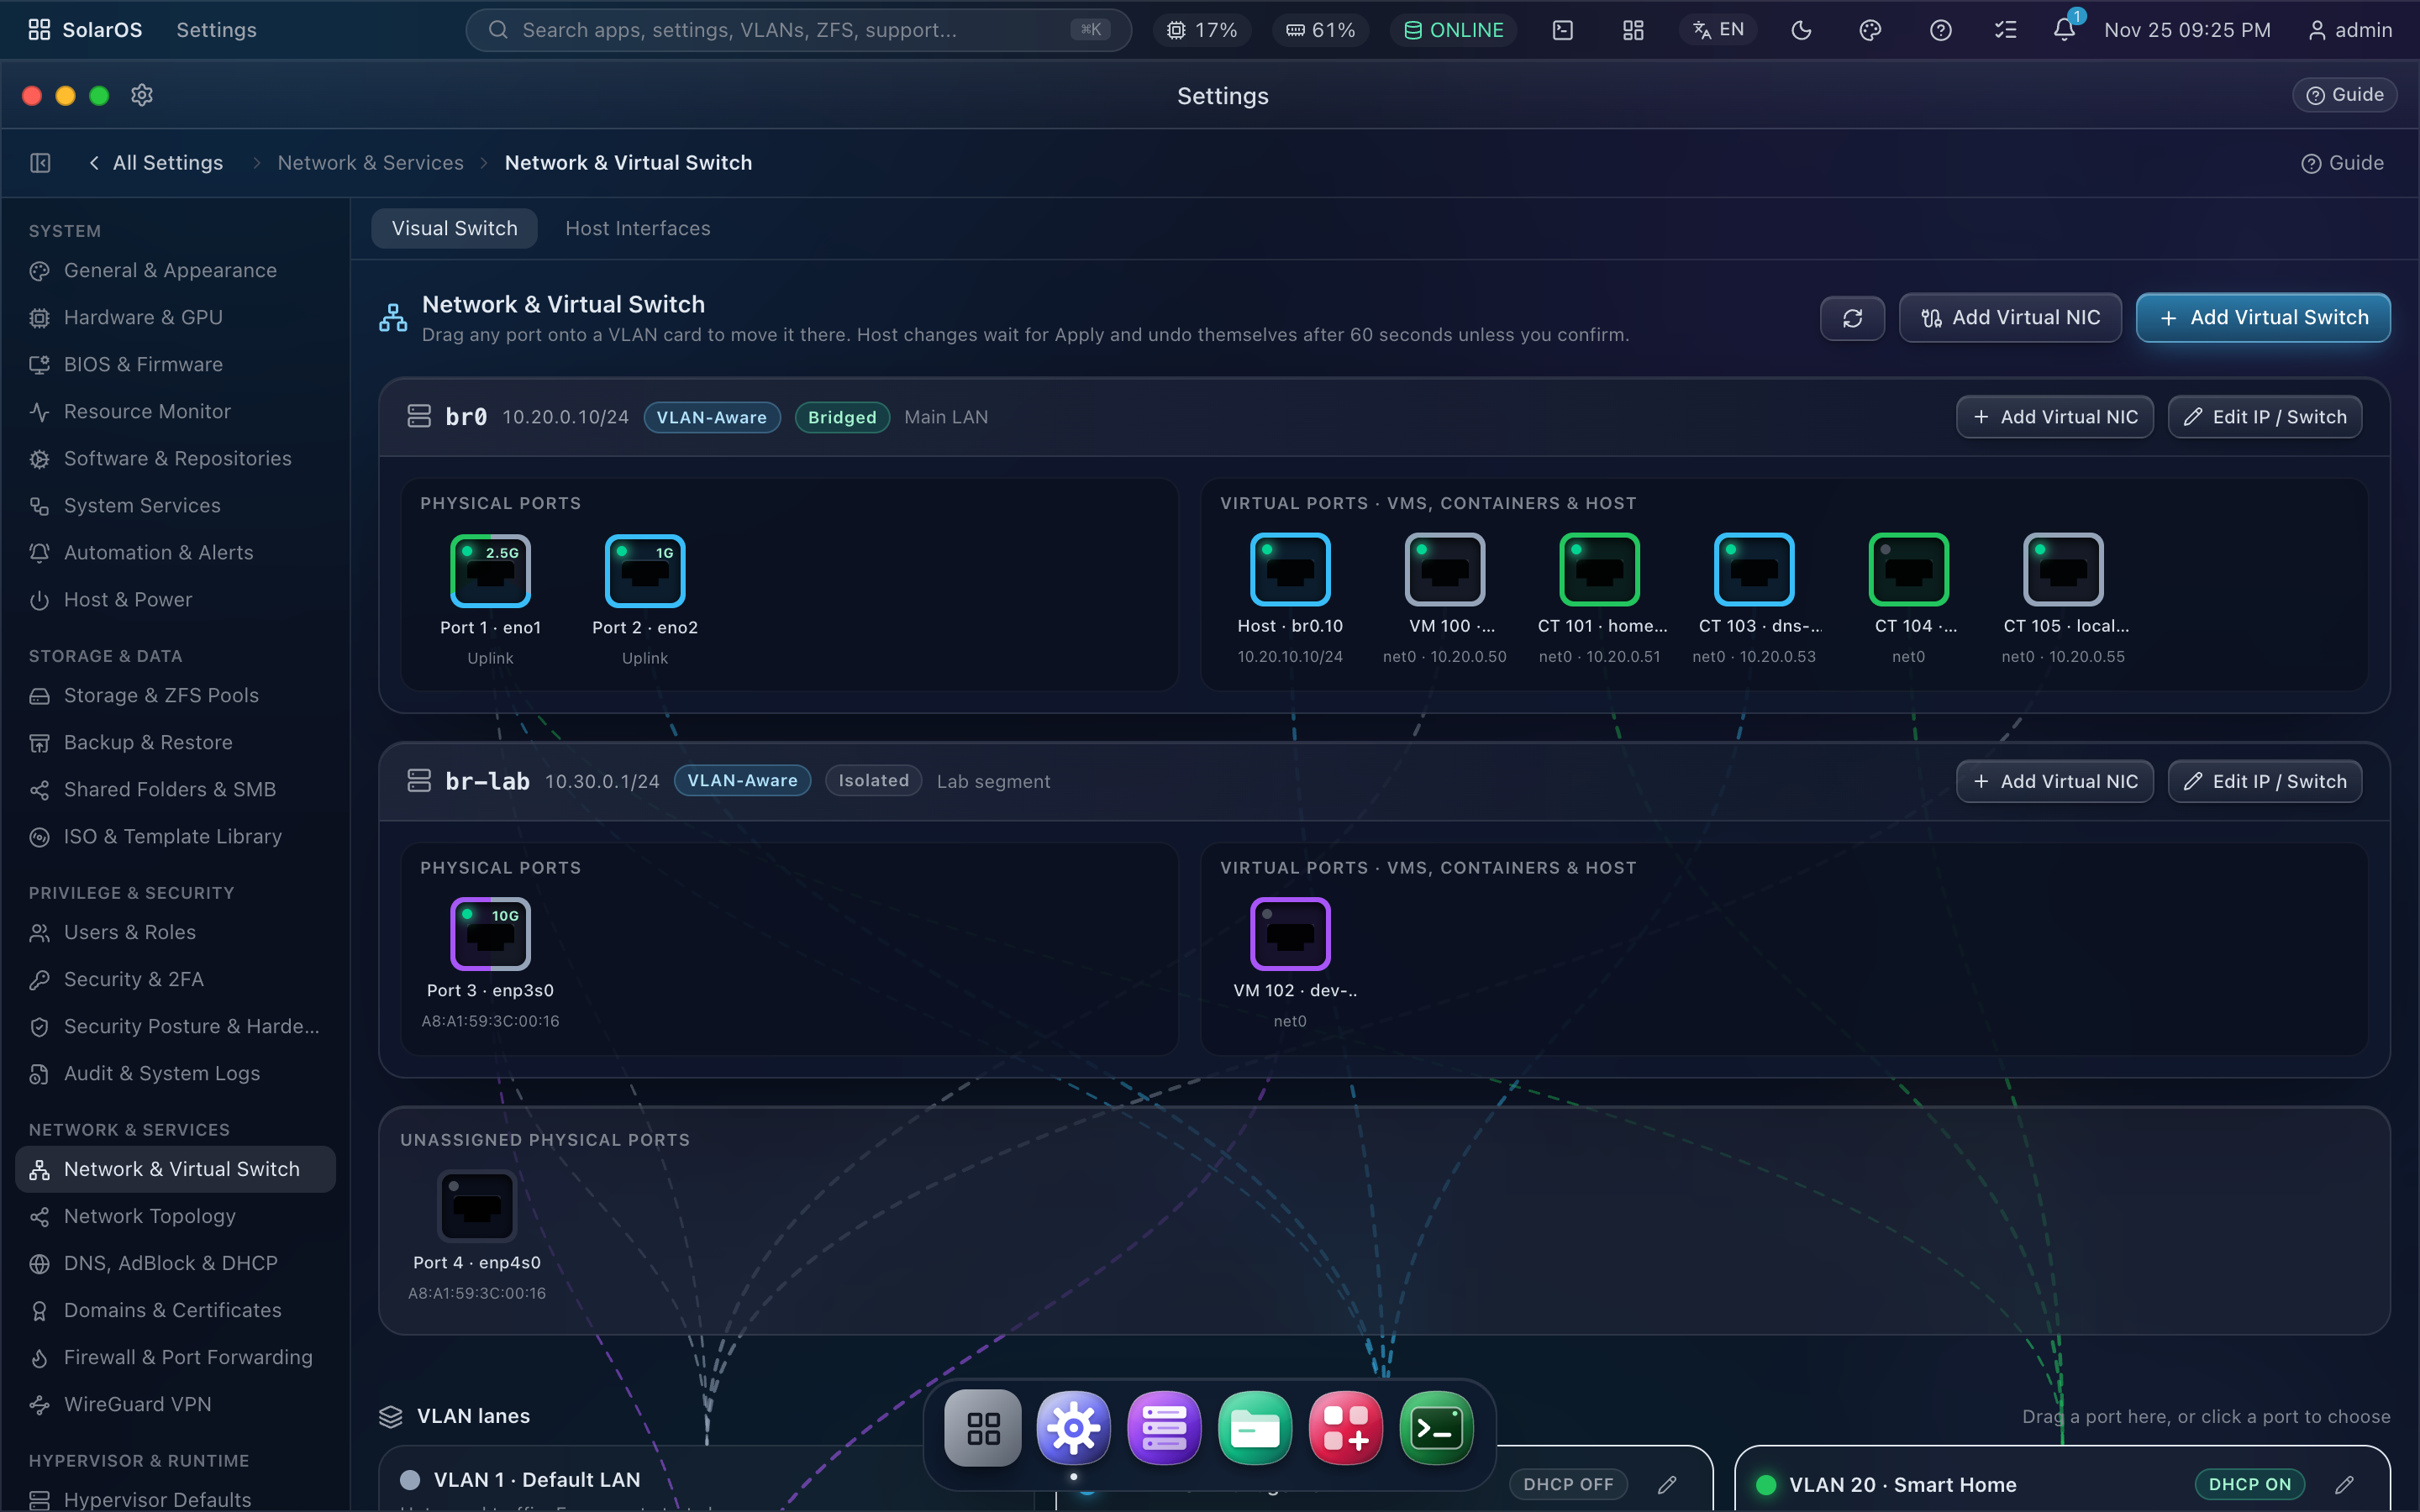 SolarOS Settings Search apps, settings, VLANs, ZFS, support... ⌘K 17% 61% ONLINE EN 1 Nov 25 09:25 PM admin
Settings Guide
All Settings Network & Services Network & Virtual Switch Guide
SYSTEM
General & Appearance
Hardware & GPU
BIOS & Firmware
Resource Monitor
Software & Repositories
System Services
Automation & Alerts
Host & Power
STORAGE & DATA
Storage & ZFS Pools
Backup & Restore
Shared Folders & SMB
ISO & Template Library
PRIVILEGE & SECURITY
Users & Roles
Security & 2FA
Security Posture & Harde...
Audit & System Logs
NETWORK & SERVICES
Network & Virtual Switch
Network Topology
DNS, AdBlock & DHCP
Domains & Certificates
Firewall & Port Forwarding
WireGuard VPN
HYPERVISOR & RUNTIME
Hypervisor Defaults
Visual Switch Host Interfaces
Network & Virtual Switch
Drag any port onto a VLAN card to move it there. Host changes wait for Apply and undo themselves after 60 seconds unless you confirm.
Add Virtual NIC Add Virtual Switch
br0 10.20.0.10/24 VLAN-Aware Bridged Main LAN Add Virtual NIC Edit IP / Switch
PHYSICAL PORTS
2.5G 1G
Port 1 · eno1 Port 2 · eno2
Uplink Uplink
VIRTUAL PORTS · VMS, CONTAINERS & HOST
Host · br0.10 VM 100 ·... CT 101 · home... CT 103 · dns-... CT 104 ·... CT 105 · local...
10.20.10.10/24 net0 · 10.20.0.50 net0 · 10.20.0.51 net0 · 10.20.0.53 net0 net0 · 10.20.0.55
br-lab 10.30.0.1/24 VLAN-Aware Isolated Lab segment Add Virtual NIC Edit IP / Switch
PHYSICAL PORTS
10G
Port 3 · enp3s0
A8:A1:59:3C:00:16
VIRTUAL PORTS · VMS, CONTAINERS & HOST
VM 102 · dev-..
net0
UNASSIGNED PHYSICAL PORTS
Port 4 · enp4s0
A8:A1:59:3C:00:16
VLAN lanes Drag a port here, or click a port to choose
VLAN 1 · Default LAN
DHCP OFF
VLAN 20 · Smart Home DHCP ON